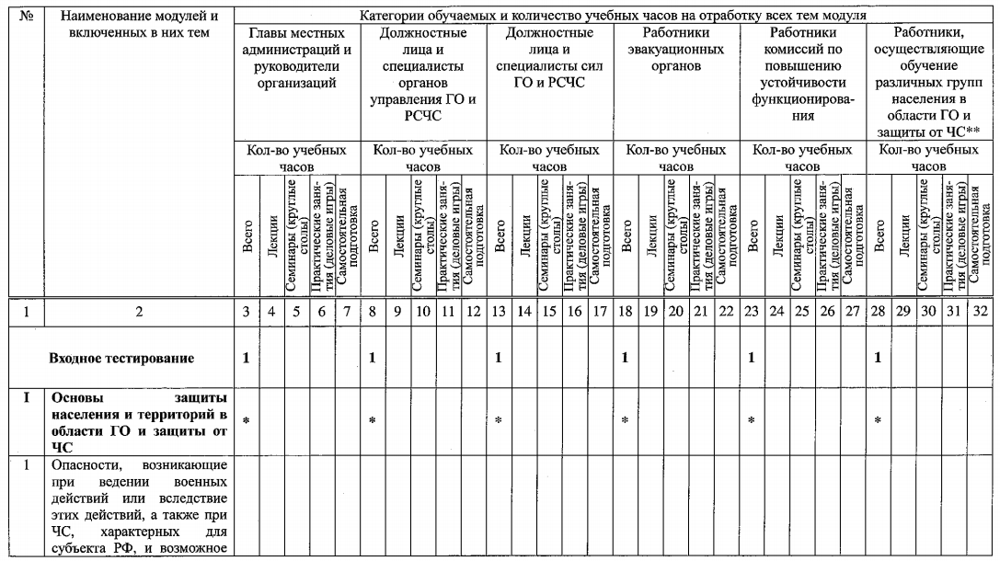 №
Наименование модулей и
включенных в них тем
Категории обучаемых и количество учебных часов на отработку всех тем модуля
Главы местных
администраций и
руководители
организаций
Должностные
лица и
специалисты
органов
управления ГО и
РСЧС
Должностные
лица и
специалисты сил
ГО и РСЧС
Работники
эвакуационных
органов
Работники
комиссий по
повышению
устойчивости
функционирова-
ния
Работники,
осуществляющие
обучение
различных групп
населения в
области ГО и
защиты от ЧС**
Кол-во учебных
часов
Кол-во учебных
часов
Кол-во учебных
часов
Кол-во учебных
часов
Кол-во учебных
часов
Кол-во учебных
часов
Всего
Лекции
Семинары (круглые
столы)
Практические заня-
тия (деловые игры)
Самостоятельная
подготовка
Всего
Лекции
Семинары (круглые
столы)
Практические заня-
тия (деловые игры)
Самостоятельная
подготовка
Всего
Лекции
Семинары (круглые
столы)
Практические заня-
тия (деловые игры)
Самостоятельная
подготовка
Всего
Лекции
Семинары (круглые
столы)
Практические заня-
тия (деловые игры)
Самостоятельная
подготовка
Всего
Лекции
Семинары (круглые
столы)
Практические заня-
тия (деловые игры)
Самостоятельная
подготовка
Всего
Лекции
Семинары (круглые
столы)
Практические заня-
тия (деловые игры)
Самостоятельная
подготовка
1 2 3 4 5 6 7 8 9 10 11 12 13 14 15 16 17 18 19 20 21 22 23 24 25 26 27 28 29 30 31 32
Входное тестирование 1 1 1 1 1 1
I Основы защиты
населения и территорий в
области ГО и защиты от
ЧС
* * * * * *
1 Опасности, возникающие
при ведении военных
действий или вследствие
этих действий, а также при
ЧС, характерных для
субъекта РФ, и возможное